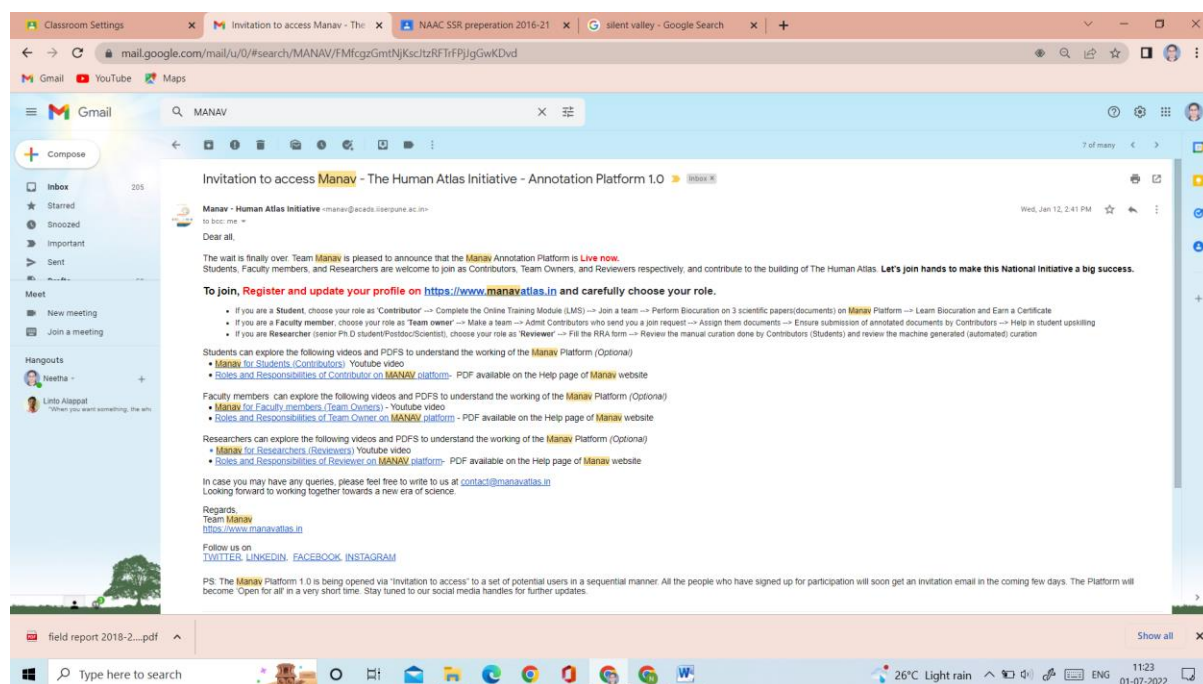 Classroom Settings
Invitation to access Manav - The
NAAC SSR preperation 2016-21
silent valley - Google Search
mail.google.com/mail/u/0/#search/MANAV/FMfcgzGmtNjKscJtzRFTrFPjJgGwKDvd
Gmail YouTube Maps
Gmail
MANAV
Compose
7 of many
Inbox 205
Starred
Snoozed
Important
Sent
Meet
New meeting
Join a meeting
Hangouts
Neetha
Linto Alappat
"When you want something, the
Invitation to access Manav - The Human Atlas Initiative - Annotation Platform 1.0 Inbox x
Manav - Human Atlas Initiative <manav@acads.iiserpune.ac.in>
Wed, Jan 12, 2:41 PM
to bcc: me
Dear all,
The wait is finally over. Team Manav is pleased to announce that the Manav Annotation Platform is Live now.
Students, Faculty members, and Researchers are welcome to join as Contributors, Team Owners, and Reviewers respectively, and contribute to the building of The Human Atlas. Let's join hands to make this National Initiative a big success.
To join, Register and update your profile on https://www.manavatlas.in and carefully choose your role.
• If you are a Student, choose your role as 'Contributor' --> Complete the Online Training Module (LMS) --> Join a team --> Perform Biocuration on 3 scientific papers(documents) on Manav Platform --> Learn Biocuration and Earn a Certificate
• If you are a Faculty member, choose your role as 'Team owner' --> Make a team --> Admit Contributors who send you a join request --> Assign them documents --> Ensure submission of annotated documents by Contributors --> Help in student upskilling
• If you are Researcher (senior Ph.D student/Postdoc/Scientist), choose your role as 'Reviewer' --> Fill the RRA form --> Review the manual curation done by Contributors (Students) and review the machine generated (automated) curation
Students can explore the following videos and PDFS to understand the working of the Manav Platform (Optional)
• Manav for Students (Contributors) Youtube video
• Roles and Responsibilities of Contributor on MANAV platform- PDF available on the Help page of Manav website
Faculty members can explore the following videos and PDFS to understand the working of the Manav Platform (Optional)
• Manav for Faculty members (Team Owners) - Youtube video
• Roles and Responsibilities of Team Owner on MANAV platform - PDF available on the Help page of Manav website
Researchers can explore the following videos and PDFS to understand the working of the Manav Platform (Optional)
• Manav for Researchers (Reviewers) Youtube video
• Roles and Responsibilities of Reviewer on MANAV platform- PDF available on the Help page of Manav website
In case you may have any queries, please feel free to write to us at contact@manavatlas.in
Looking forward to working together towards a new era of science.
Regards,
Team Manav
https://www.manavatlas.in
Follow us on
TWITTER, LINKEDIN, FACEBOOK, INSTAGRAM
PS: The Manav Platform 1.0 is being opened via "Invitation to access" to a set of potential users in a sequential manner. All the people who have signed up for participation will soon get an invitation email in the coming few days. The Platform will
become 'Open for all' in a very short time. Stay tuned to our social media handles for further updates.
field report 2018-2....pdf
Show all
Type here to search
26°C Light rain
ENG
11:23
01-07-2022